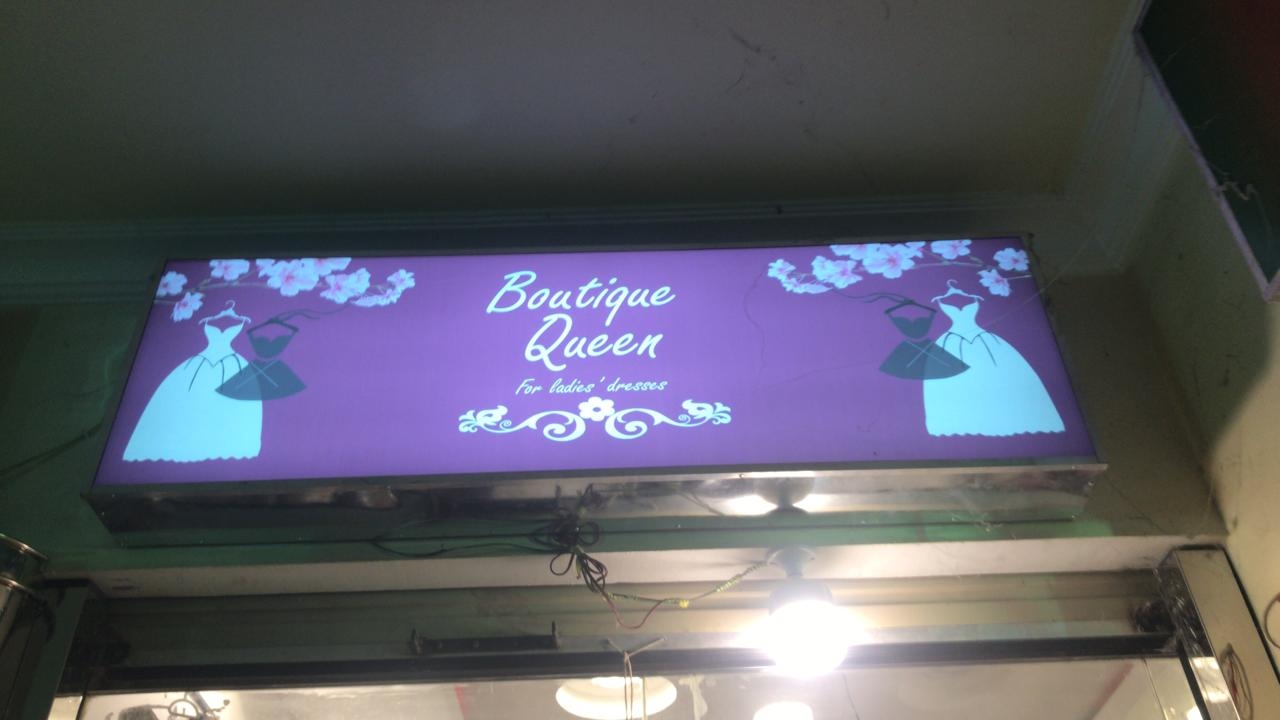 Boutique
Queen
For ladies' dresses